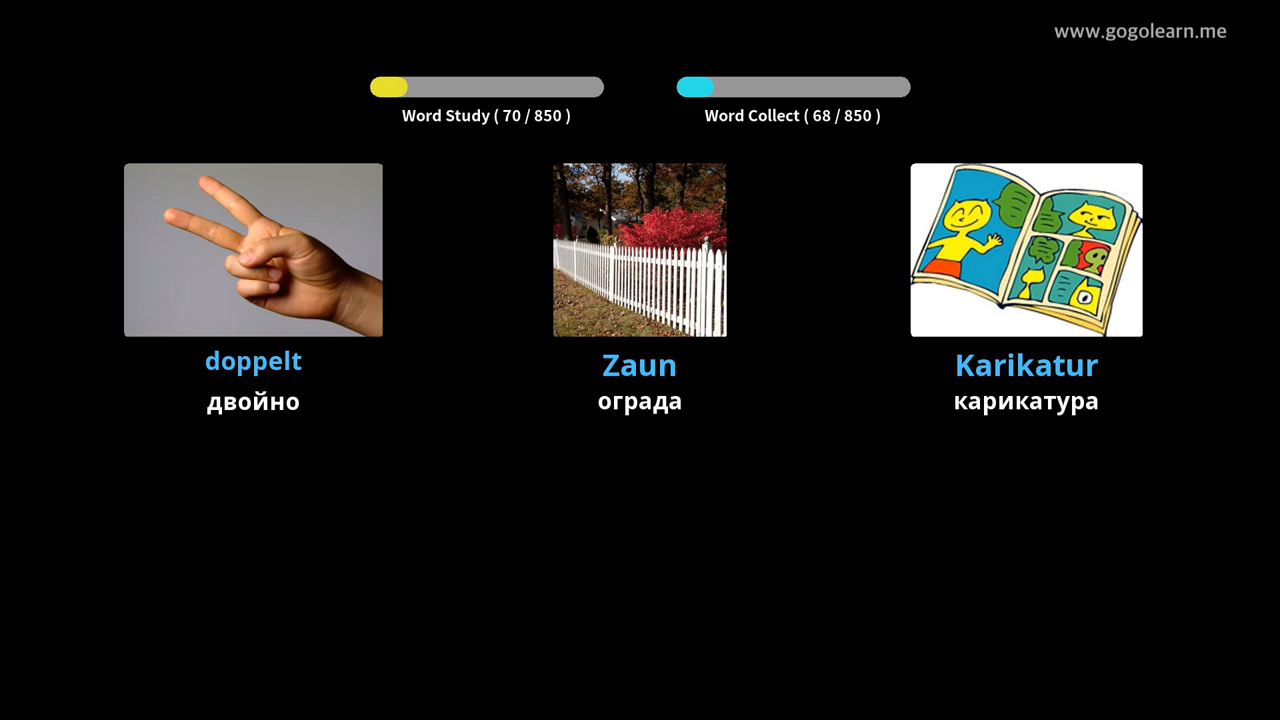 www.gogolearn.me
Word Study ( 70 / 850 )
Word Collect ( 68 / 850 )
doppelt
Zaun
Karikatur
двойно
ограда
карикатура